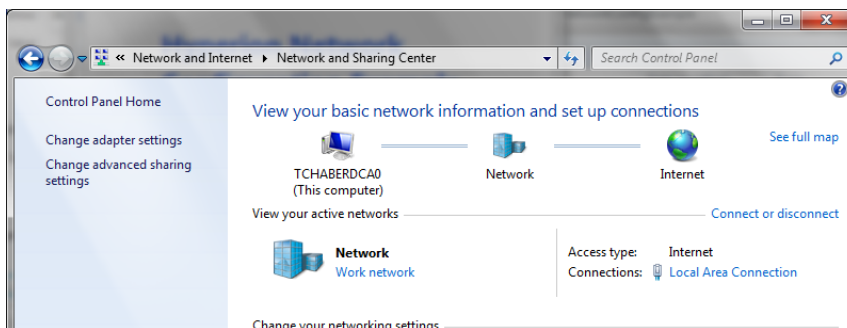 « Network and Internet ▸ Network and Sharing Center
Search Control Panel
Control Panel Home
Change adapter settings
Change advanced sharing
settings
View your basic network information and set up connections
See full map
TCHABERDCA0
(This computer)
Network
Internet
View your active networks
Connect or disconnect
Network
Work network
Access type: Internet
Connections: Local Area Connection
Change your networking settings